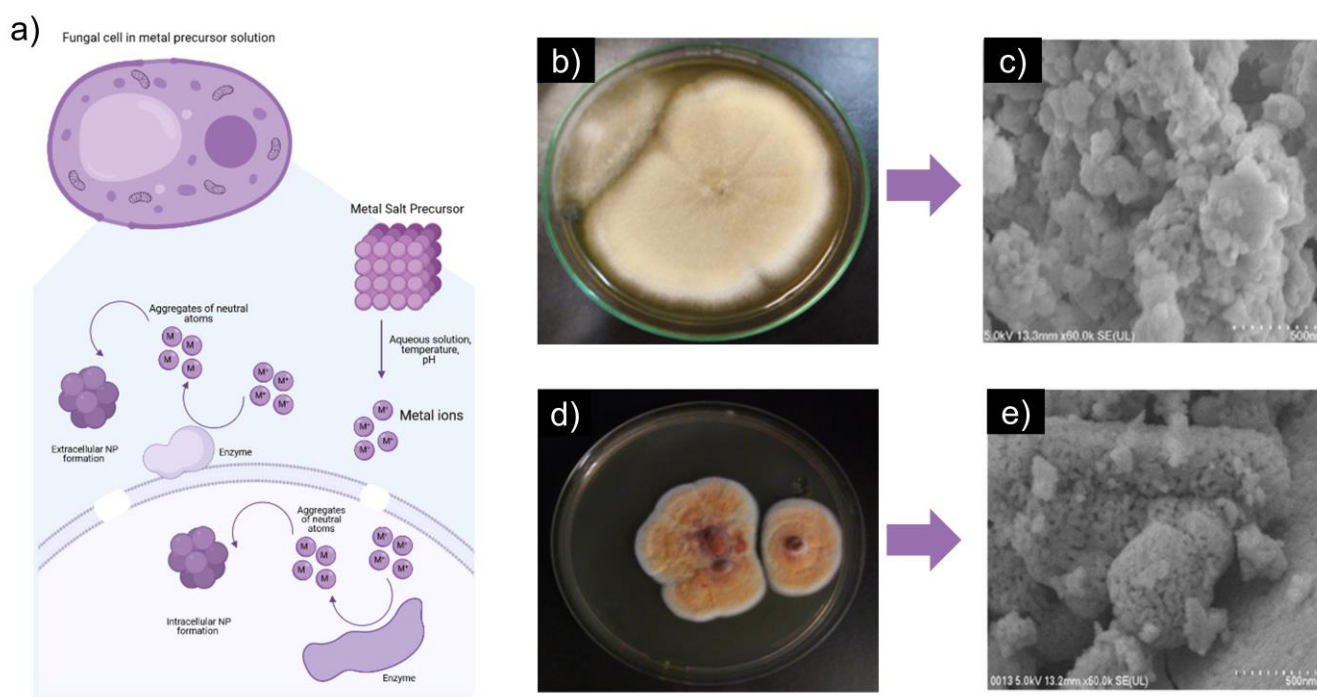 a)
Fungal cell in metal precursor solution
Metal Salt Precursor
Aqueous solution,
temperature,
pH
Metal ions
M⁺
M⁺
M⁺
M⁺
Aggregates of neutral
atoms
M
M
M
M
M⁺
M⁺
M⁺
M⁺
Extracellular NP
formation
Enzyme
Aggregates
of neutral
atoms
M
M
M
M
M⁺
M⁺
M⁺
M⁺
Intracellular NP
formation
Enzyme
b)
c)
5.0kV 13.3mm x60.0k SE(UL)
500n
d)
e)
0013 5.0kV 13.2mm x60.0k SE(UL)
500n